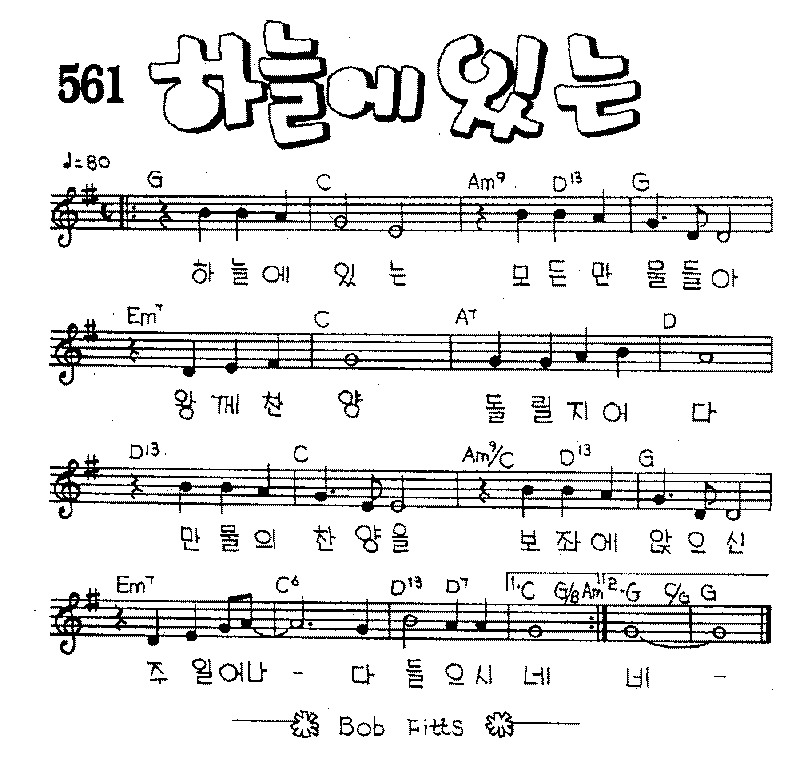 561 하늘에 있는
♩=80
G C Am9 D13 G
하늘에 있는 모든만 물들아
Em7 C A7 D
왕께찬 양 돌릴지어 다
D13 C Am9/C D13 G
만물의 찬양을 보좌에 앉으신
Em7 C6 D13 D7 1. C G/B Am11 2. G C/G G
주 일어나 - 다 들으시 네 네 -
Bob Fitts